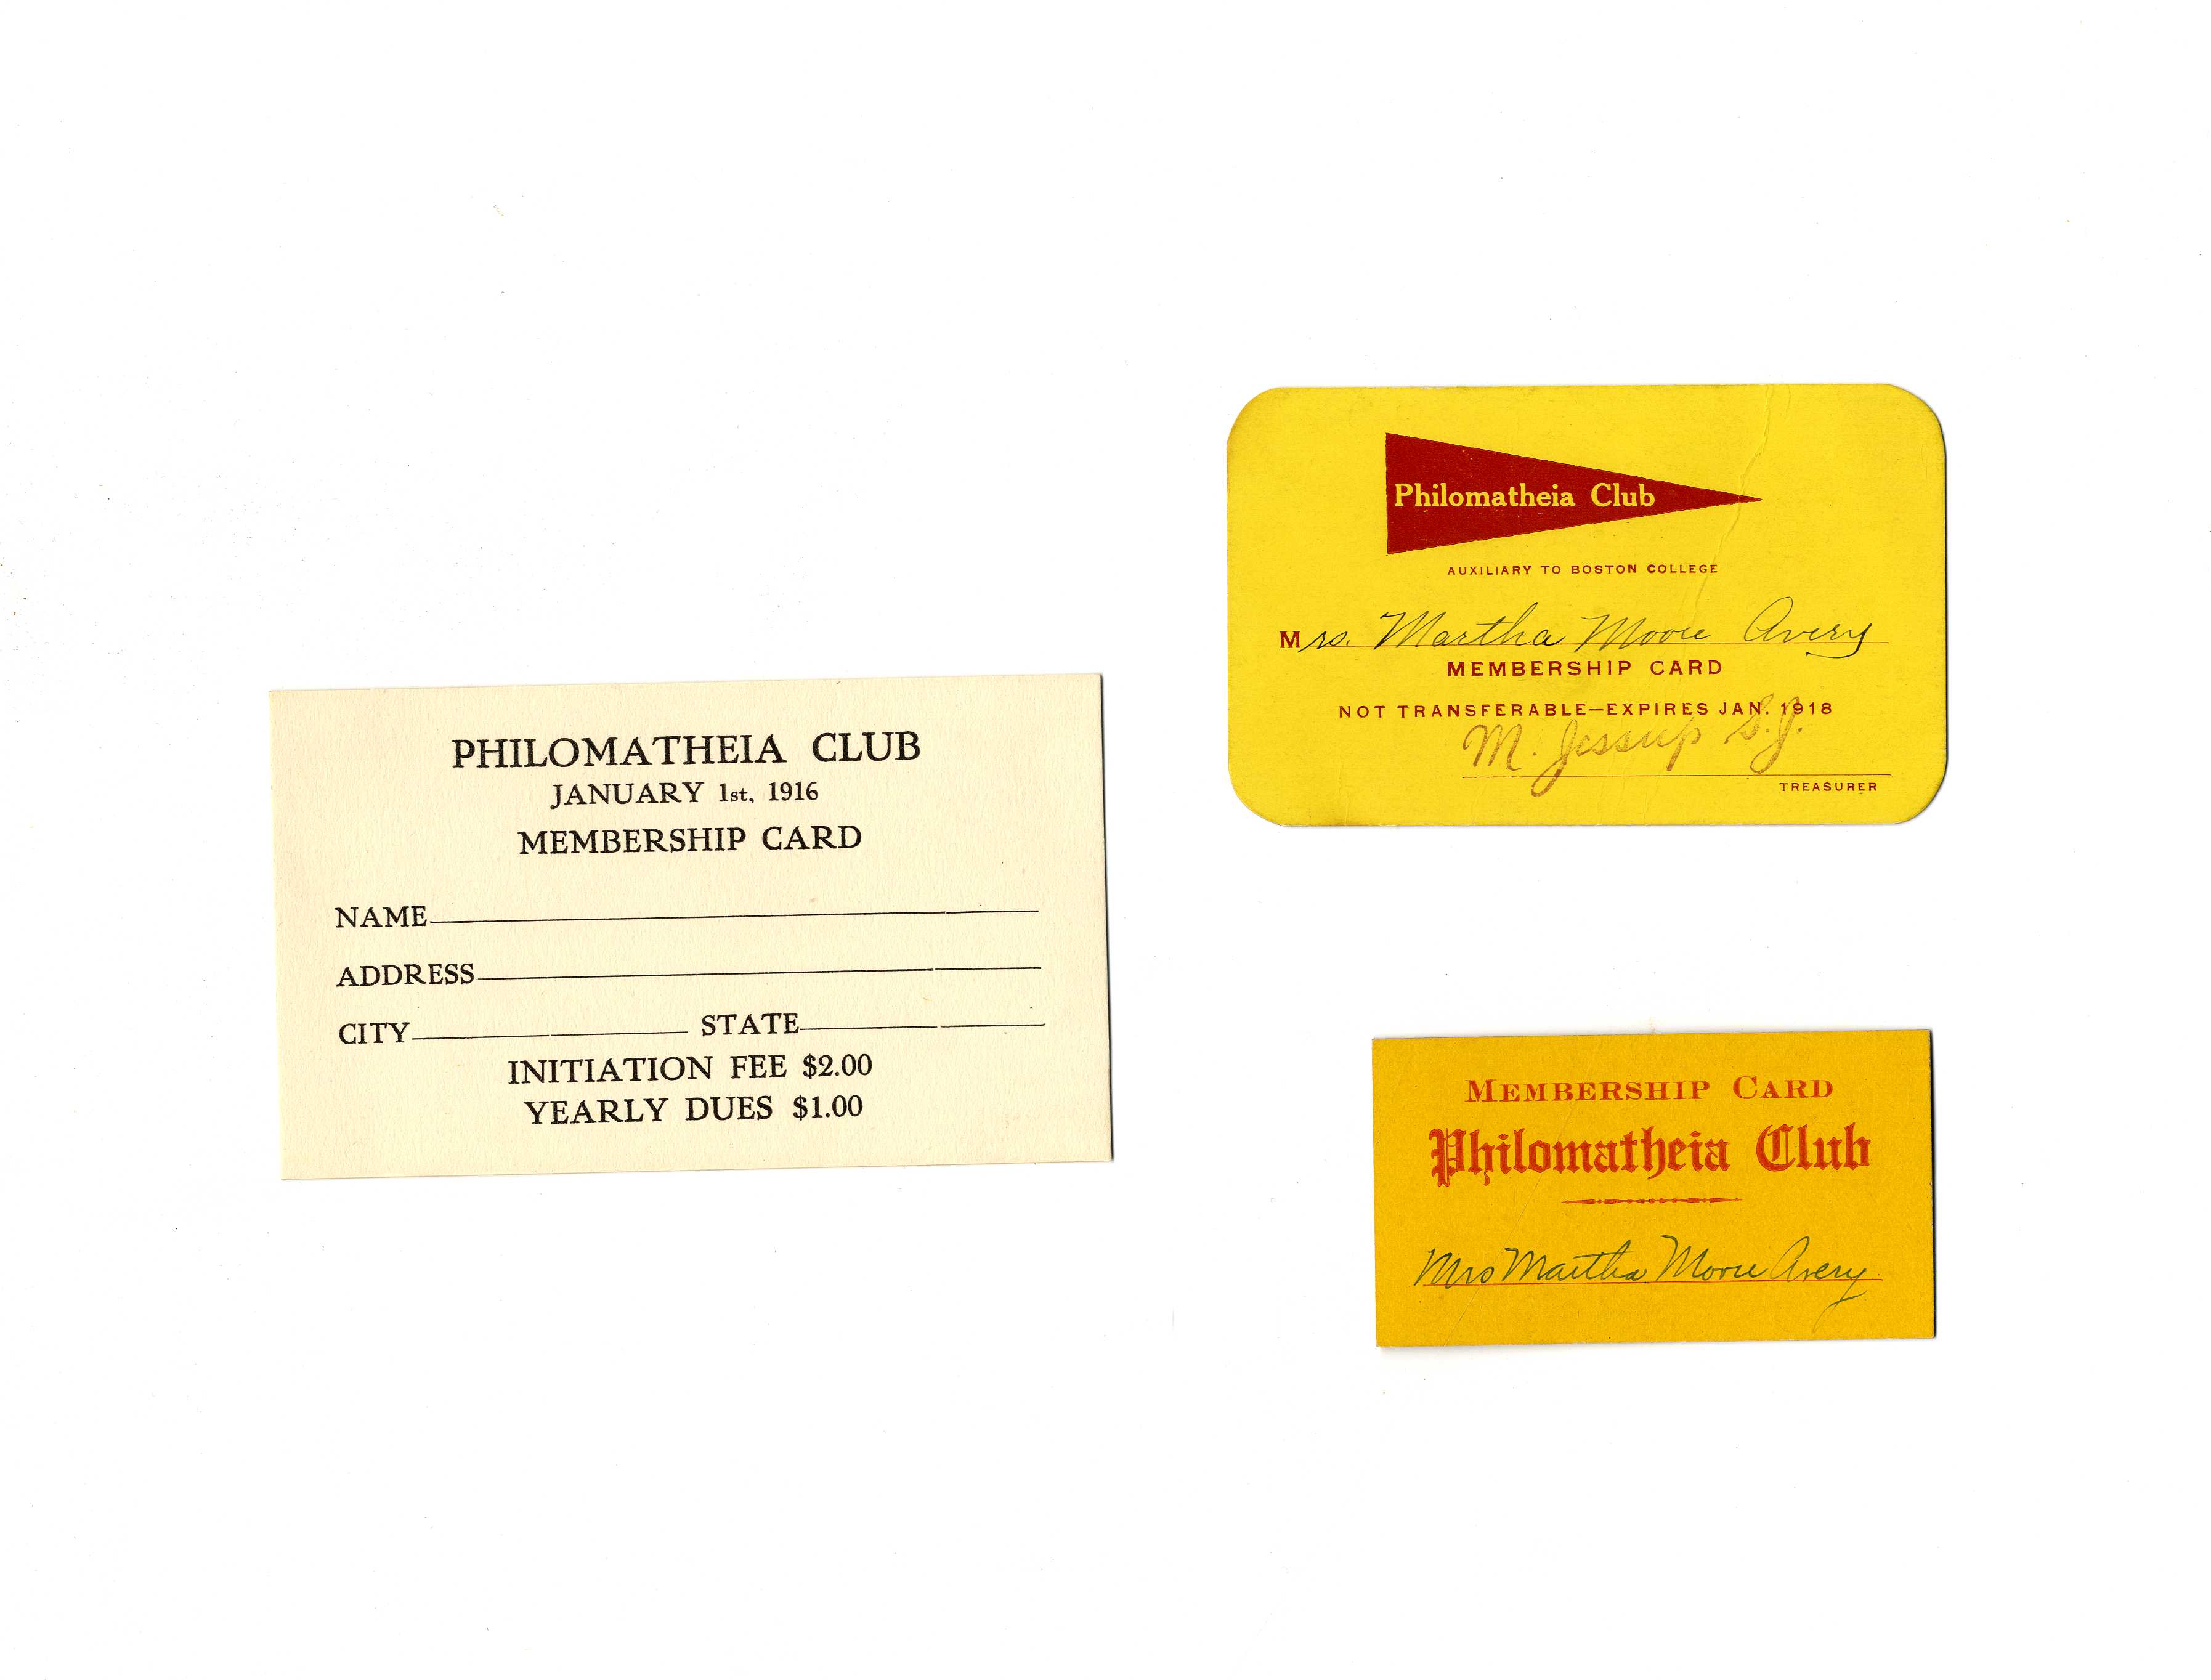 PHILOMATHEIA CLUB
JANUARY 1st, 1916
MEMBERSHIP CARD
NAME
ADDRESS
CITY STATE
INITIATION FEE $2.00
YEARLY DUES $1.00
Philomatheia Club
AUXILIARY TO BOSTON COLLEGE
Mrs. Martha Moore Avery
MEMBERSHIP CARD
NOT TRANSFERABLE—EXPIRES JAN. 1918
M. Jessup S.J.
TREASURER
MEMBERSHIP CARD
Philomatheia Club
Mrs Martha Moore Avery